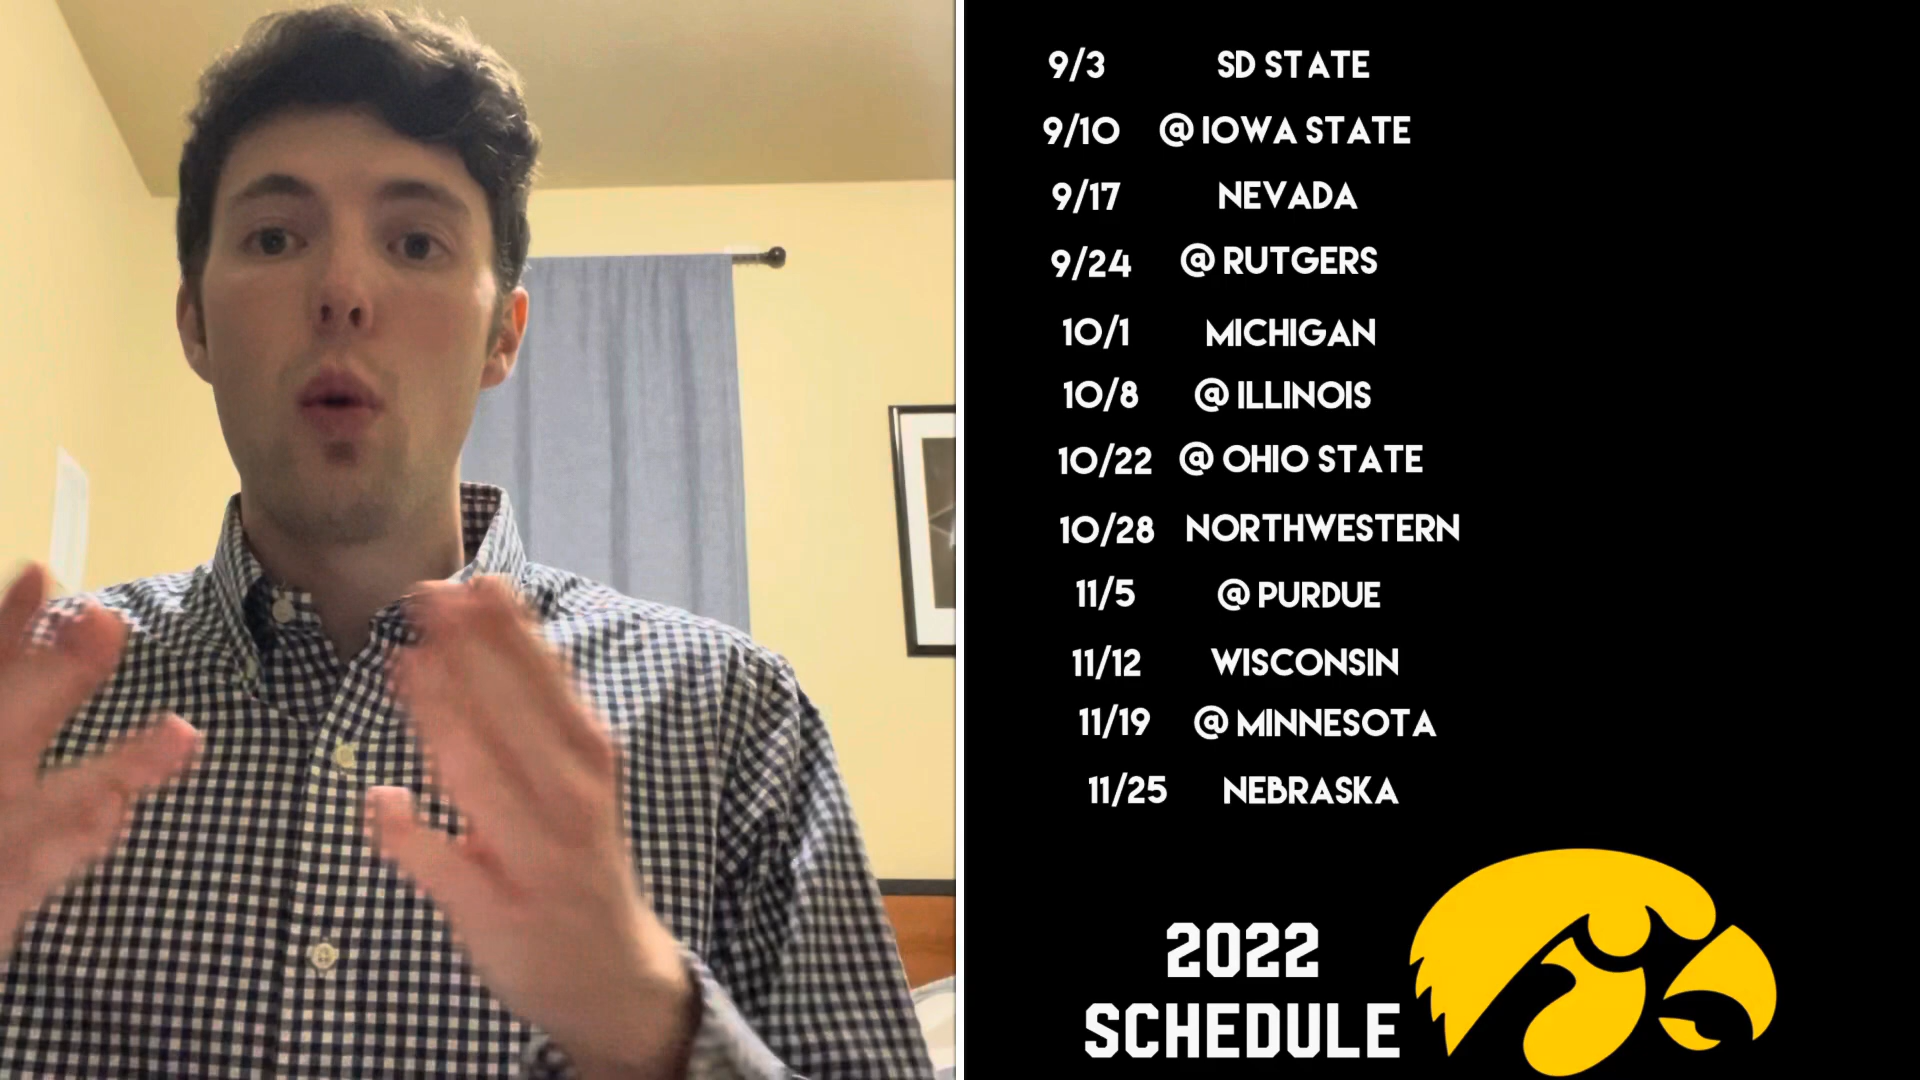 9/3 SD STATE
9/10 @ IOWA STATE
9/17 NEVADA
9/24 @ RUTGERS
10/1 MICHIGAN
10/8 @ ILLINOIS
10/22 @ OHIO STATE
10/28 NORTHWESTERN
11/5 @ PURDUE
11/12 WISCONSIN
11/19 @ MINNESOTA
11/25 NEBRASKA
2022
SCHEDULE